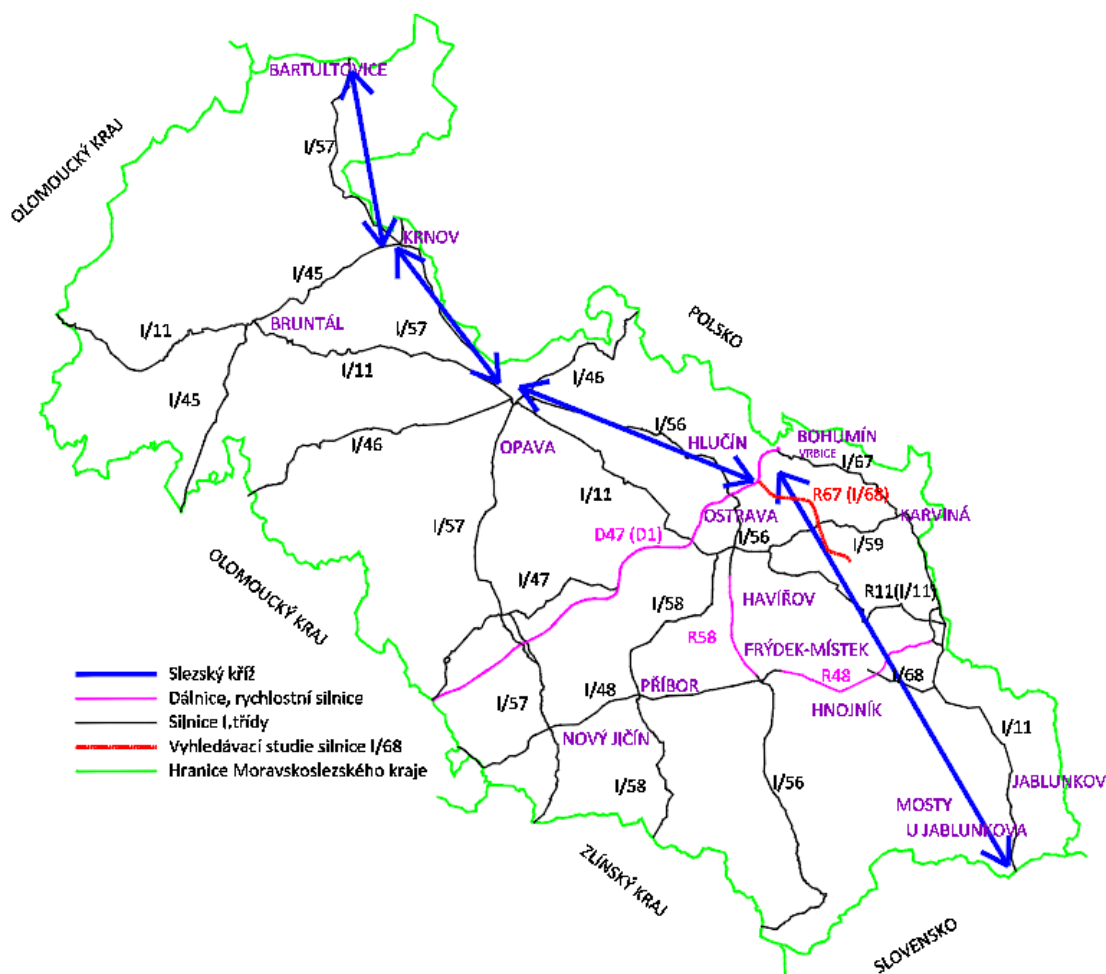 BARTULTOVICE
I/57
OLOMOUCKÝ KRAJ
KRNOV
I/45
I/11
BRUNTÁL
I/57
POLSKO
I/11
I/46
I/45
I/46
OPAVA
I/56
HLUČÍN
BOHUMÍN
VRBICE
I/67
I/11
R67 (I/68)
OSTRAVA
KARVINÁ
I/57
D47 (D1)
I/56
I/59
OLOMOUCKÝ KRAJ
I/47
I/58
HAVÍŘOV
R11(I/11)
R58
FRÝDEK-MÍSTEK
I/68
R48
I/48
PŘÍBOR
HNOJNÍK
I/57
NOVÝ JIČÍN
I/11
I/58
I/56
JABLUNKOV
MOSTY
U JABLUNKOVA
ZLÍNSKÝ KRAJ
SLOVENSKO
Slezský kříž
Dálnice, rychlostní silnice
Silnice I.třídy
Vyhledávací studie silnice I/68
Hranice Moravskoslezského kraje